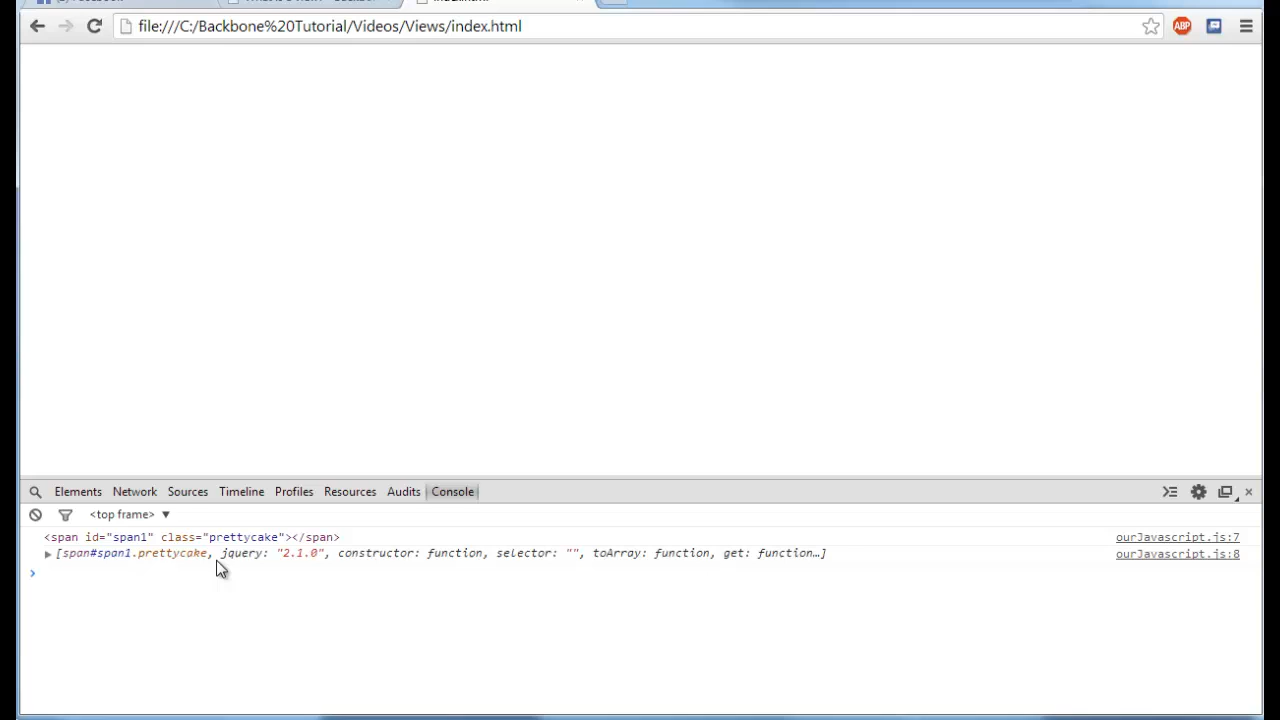 file:///C:/Backbone%20Tutorial/Videos/Views/index.html
ABP
Elements Network Sources Timeline Profiles Resources Audits Console
<top frame> ▼
<span id="span1" class="prettycake"></span> ourJavascript.js:7
▶ [span#span1.prettycake, jquery: "2.1.0", constructor: function, selector: "", toArray: function, get: function…] ourJavascript.js:8
>